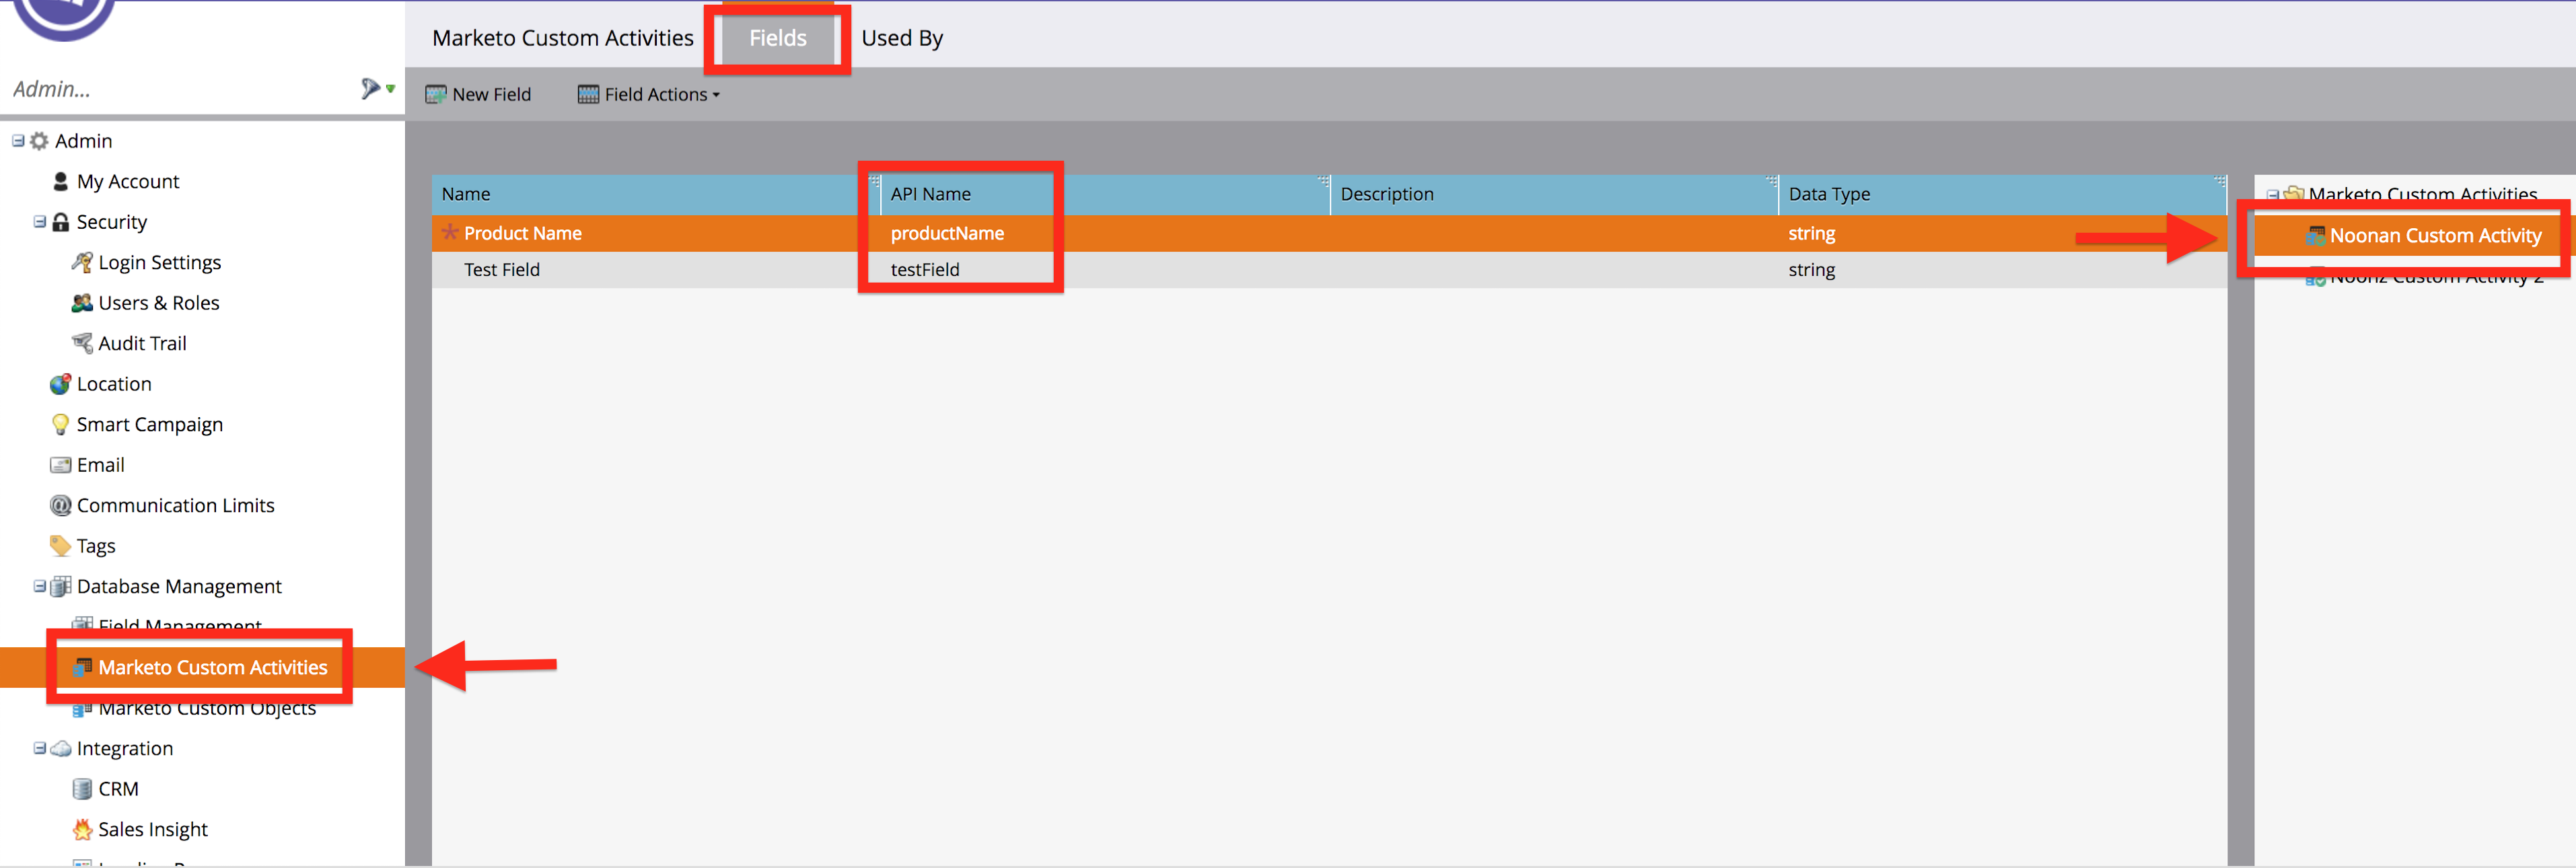 Marketo Custom Activities
Fields
Used By
Admin...
New Field
Field Actions
Admin
My Account
Security
Login Settings
Users & Roles
Audit Trail
Location
Smart Campaign
Email
Communication Limits
Tags
Database Management
Field Management
Marketo Custom Activities
Marketo Custom Objects
Integration
CRM
Sales Insight
Name API Name Description Data Type
* Product Name productName string
Test Field testField string
Marketo Custom Activities
Noonan Custom Activity
Noonz Custom Activity 2